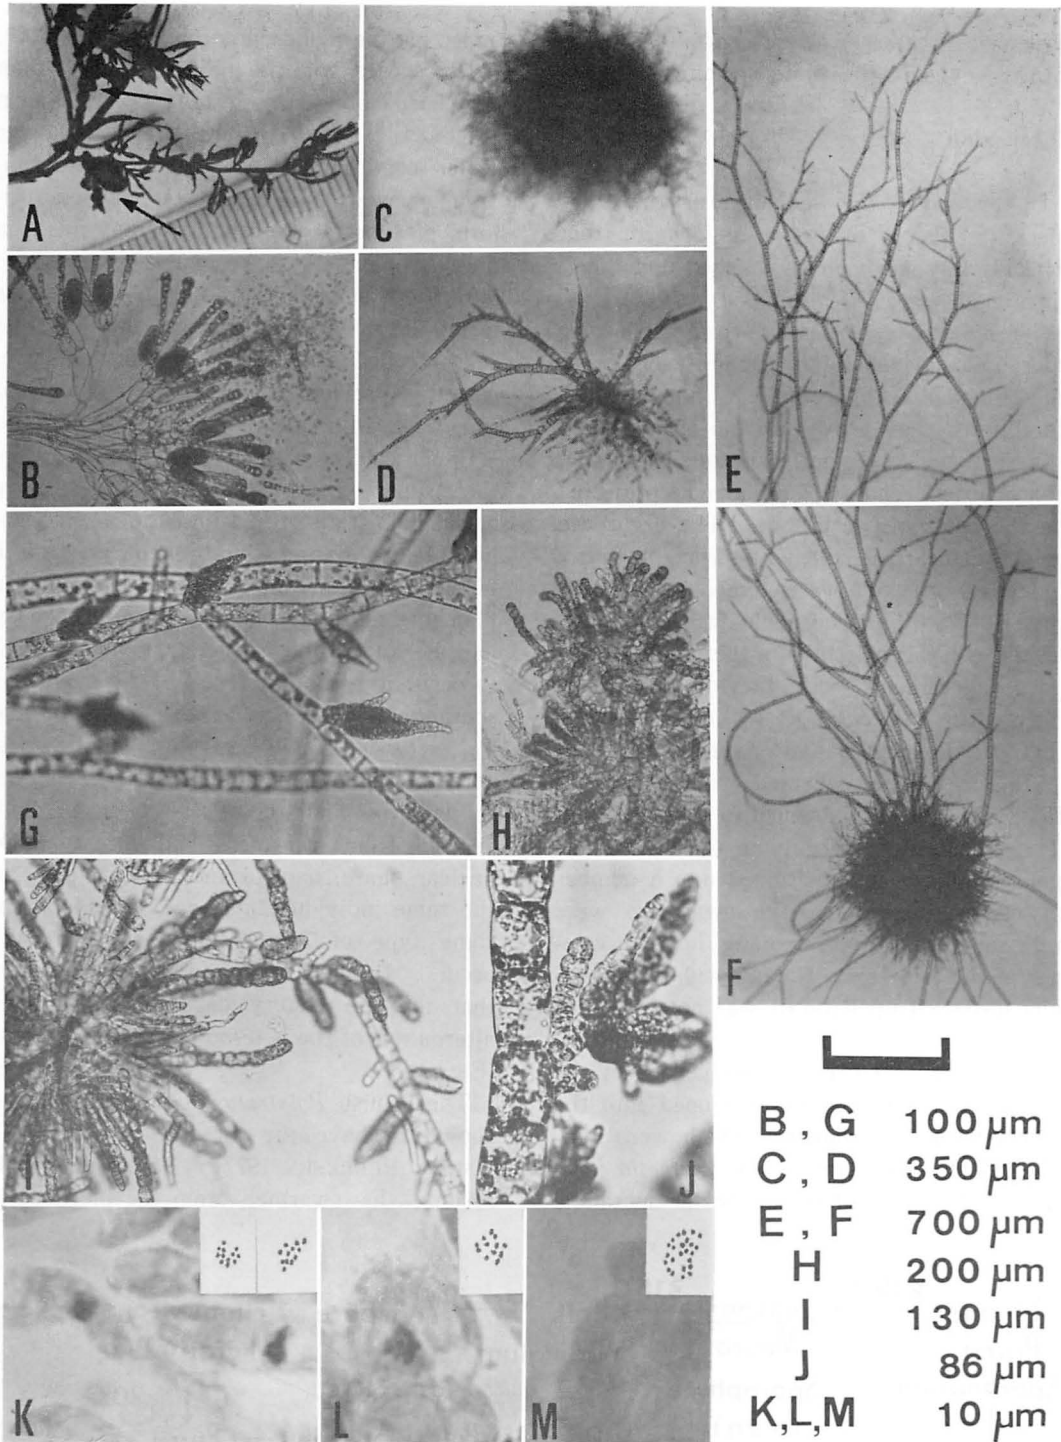 A
C
E
B
D
G
H
F
I
J
B , G 100 µm
C , D 350 µm
E , F 700 µm
H 200 µm
I 130 µm
J 86 µm
K,L,M 10 µm
K
L
M